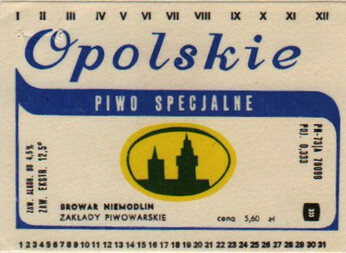 I II III IV V VI VII VIII IX X XI XII
Opolskie
PIWO SPECJALNE
ZAW. ALKOH. DO 4,5%
ZAW. EKSTR. 12,5°
BROWAR NIEMODLIN
ZAKŁADY PIWOWARSKIE
cena 5,60 zł
PN-73/A 79098
POJ. 0.333
1 2 3 4 5 6 7 8 9 10 11 12 13 14 15 16 17 18 19 20 21 22 23 24 25 26 27 28 29 30 31